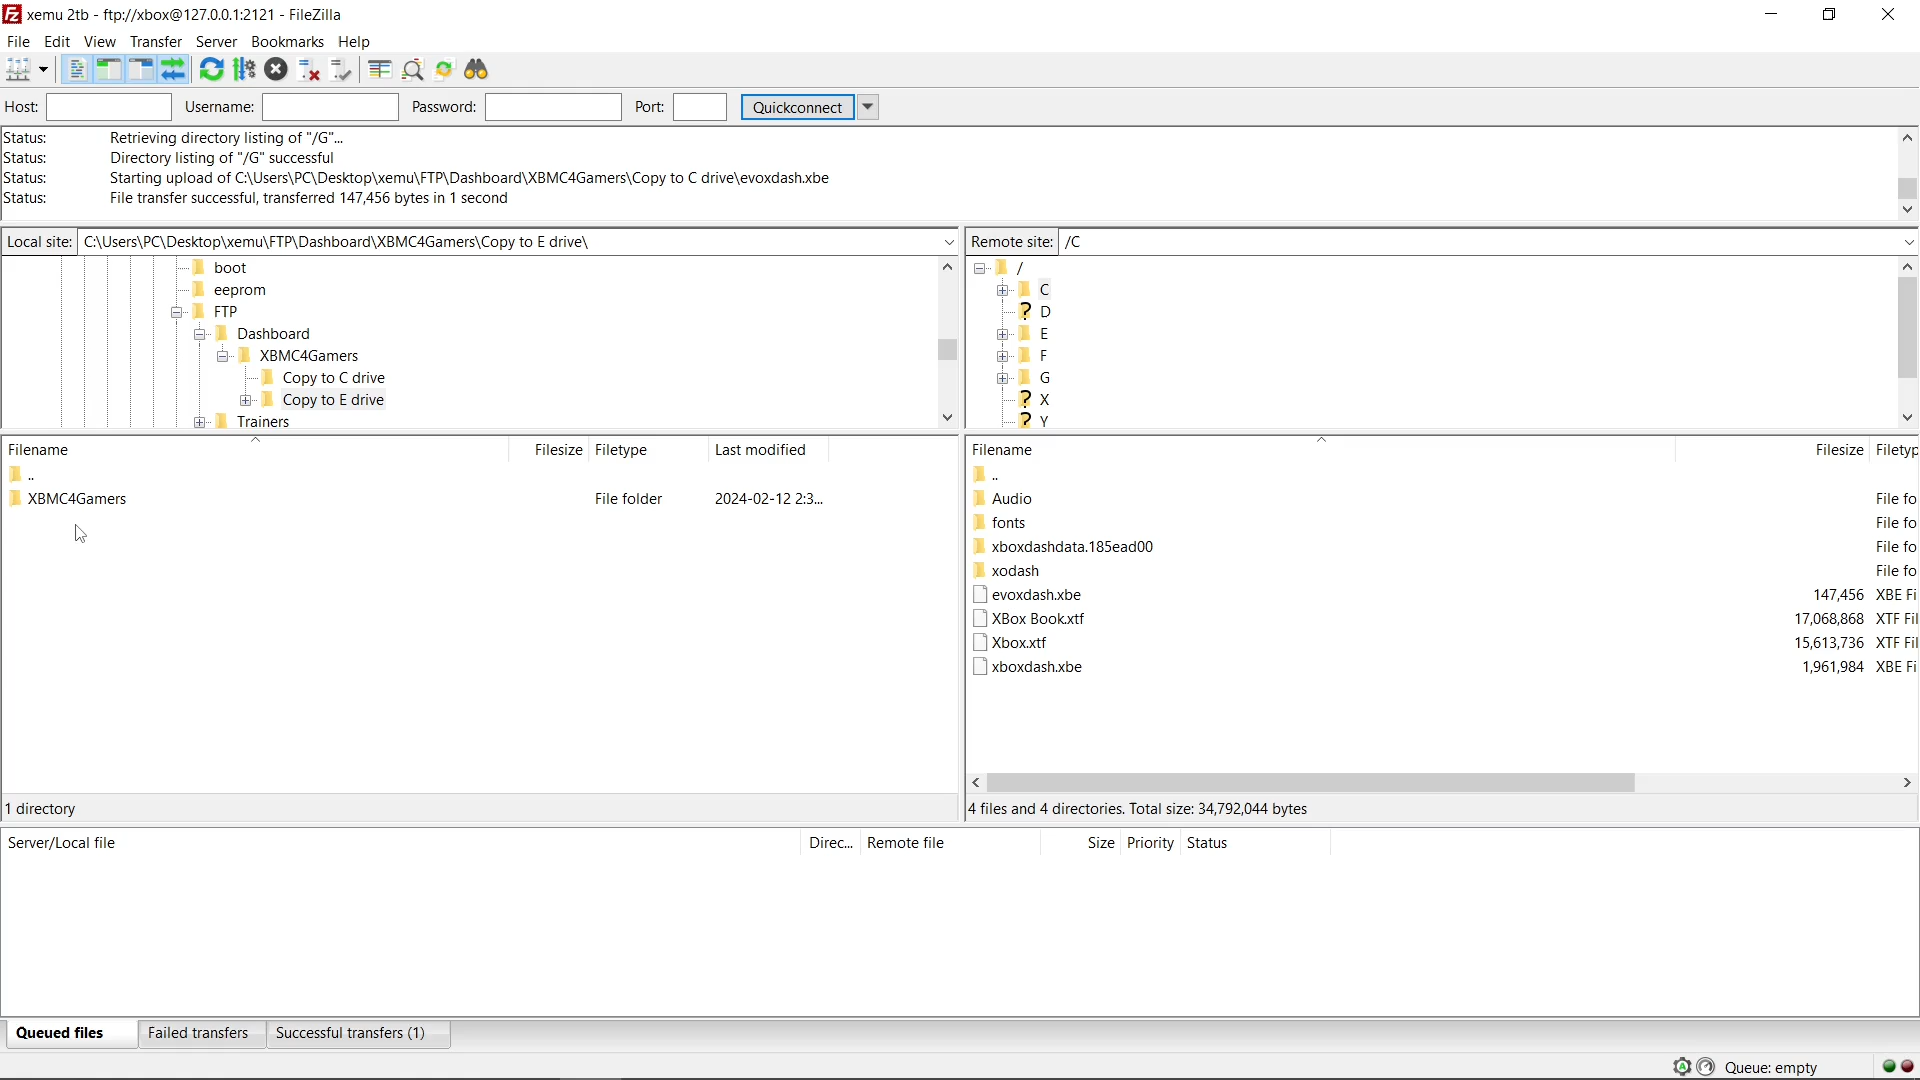 xemu 2tb - ftp://xbox@127.0.0.1:2121 - FileZilla
File Edit View Transfer Server Bookmarks Help
Host: Username: Password: Port: Quickconnect
Status: Retrieving directory listing of "/G"...
Status: Directory listing of "/G" successful
Status: Starting upload of C:\Users\PC\Desktop\xemu\FTP\Dashboard\XBMC4Gamers\Copy to C drive\evoxdash.xbe
Status: File transfer successful, transferred 147,456 bytes in 1 second
Local site: C:\Users\PC\Desktop\xemu\FTP\Dashboard\XBMC4Gamers\Copy to E drive\
boot
eeprom
FTP
Dashboard
XBMC4Gamers
Copy to C drive
Copy to E drive
Trainers
Remote site: /C
/
C
? D
E
F
G
? X
? Y
Filename Filesize Filetype Last modified
..
XBMC4Gamers File folder 2024-02-12 2:3...
1 directory
Filename Filesize Filetyp
..
Audio File fo
fonts File fo
xboxdashdata.185ead00 File fo
xodash File fo
evoxdash.xbe 147,456 XBE Fi
XBox Book.xtf 17,068,868 XTF Fil
Xbox.xtf 15,613,736 XTF Fil
xboxdash.xbe 1,961,984 XBE Fi
4 files and 4 directories. Total size: 34,792,044 bytes
Server/Local file Direc... Remote file Size Priority Status
Queued files Failed transfers Successful transfers (1)
Queue: empty